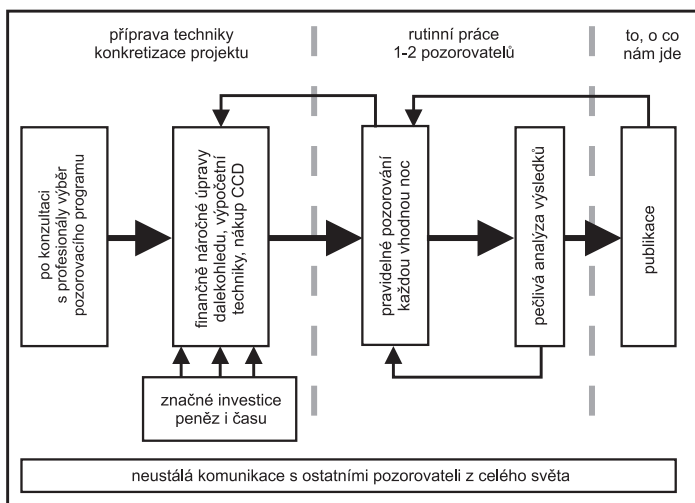 příprava techniky
konkretizace projektu
rutinní práce
1-2 pozorovatelů
to, o co
nám jde
po konzultaci
s profesionály výběr
pozorovacího programu
finančně náročné úpravy
dalekohledu, výpočetní
techniky, nákup CCD
pravidelné pozorování
každou vhodnou noc
pečlivá analýza výsledků
publikace
značné investice
peněz i času
neustálá komunikace s ostatními pozorovateli z celého světa